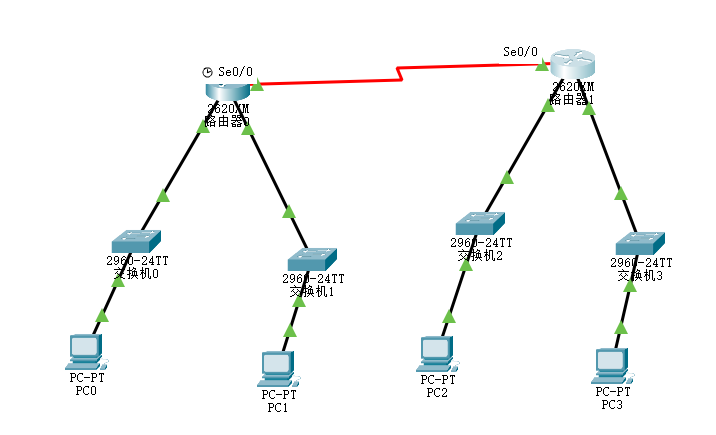 Se0/0
Se0/0
2620XM
路由器0
2620XM
路由器1
2960-24TT
交换机0
2960-24TT
交换机1
2960-24TT
交换机2
2960-24TT
交换机3
PC-PT
PC0
PC-PT
PC1
PC-PT
PC2
PC-PT
PC3